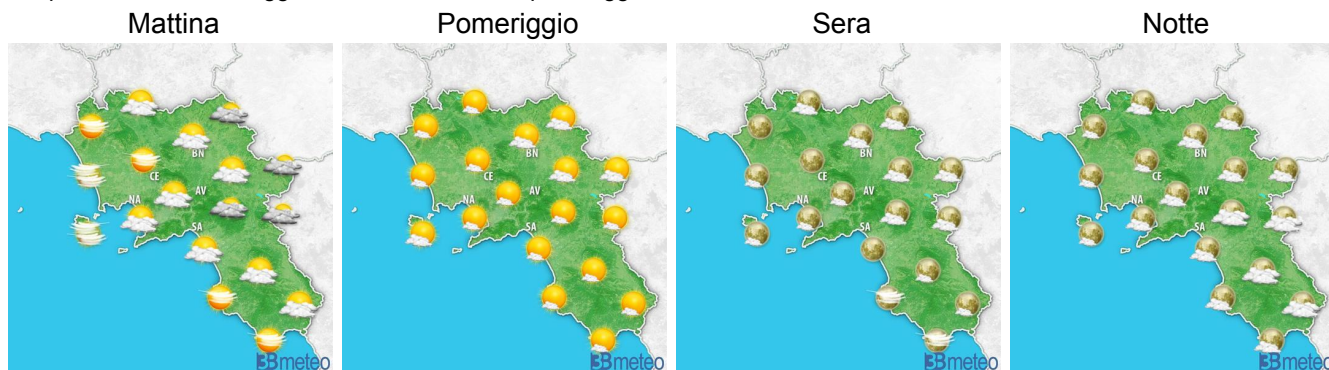 Mattina
Pomeriggio
Sera
Notte
BN
CE
AV
NA
SA
3Bmeteo
BN
CE
AV
NA
SA
3Bmeteo
BN
CE
AV
NA
SA
3Bmeteo
BN
CE
AV
NA
SA
3Bmeteo